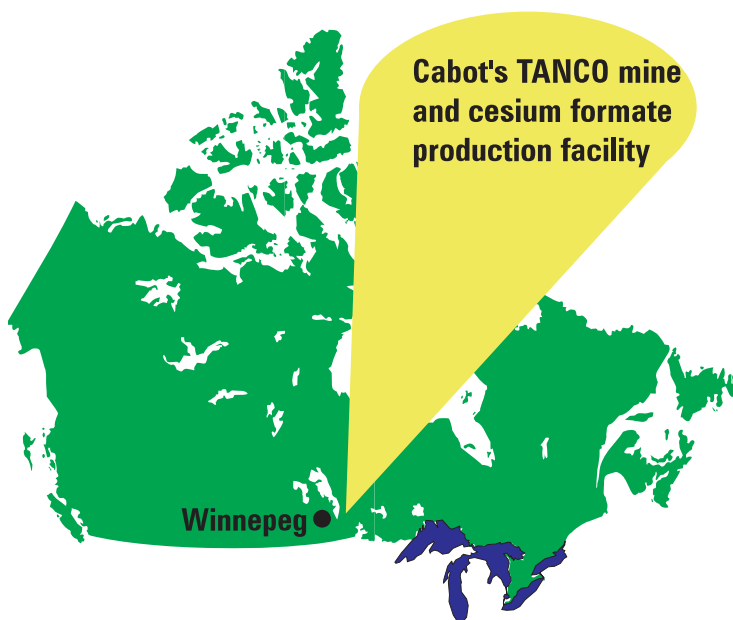 Cabot's TANCO mine
and cesium formate
production facility
Winnepeg